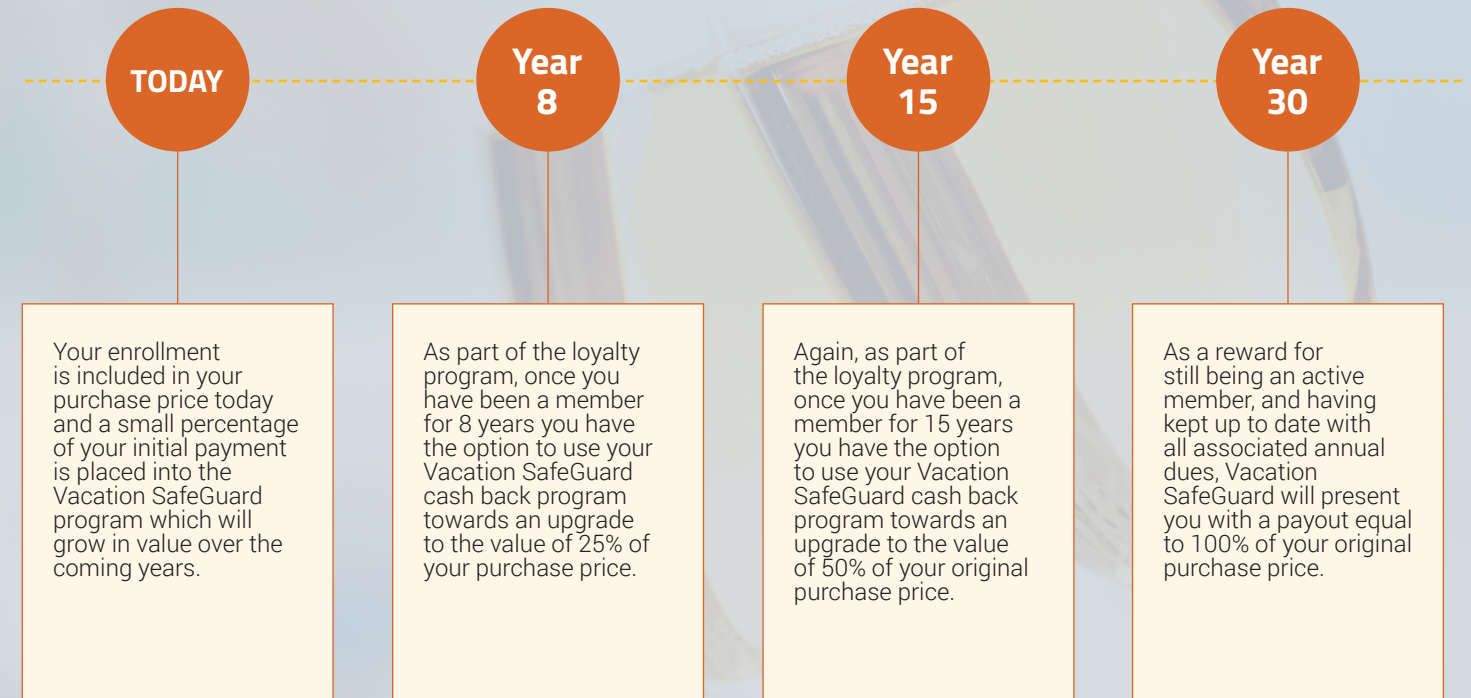 TODAY
Your enrollment
is included in your
purchase price today
and a small percentage
of your initial payment
is placed into the
Vacation SafeGuard
program which will
grow in value over the
coming years.
Year
8
As part of the loyalty
program, once you
have been a member
for 8 years you have
the option to use your
Vacation SafeGuard
cash back program
towards an upgrade
to the value of 25% of
your purchase price.
Year
15
Again, as part of
the loyalty program,
once you have been a
member for 15 years
you have the option
to use your Vacation
SafeGuard cash back
program towards an
upgrade to the value
of 50% of your original
purchase price.
Year
30
As a reward for
still being an active
member, and having
kept up to date with
all associated annual
dues, Vacation
SafeGuard will present
you with a payout equal
to 100% of your original
purchase price.